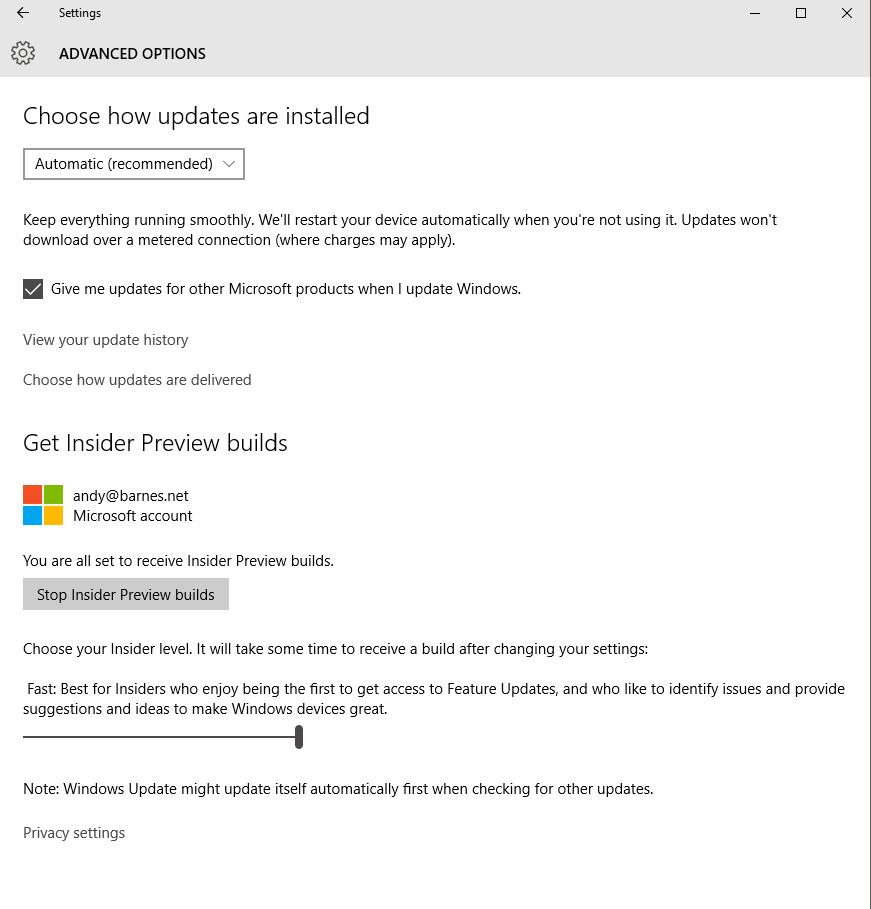 Settings
ADVANCED OPTIONS
Choose how updates are installed
Automatic (recommended)
Keep everything running smoothly. We'll restart your device automatically when you're not using it. Updates won't
download over a metered connection (where charges may apply).
Give me updates for other Microsoft products when I update Windows.
View your update history
Choose how updates are delivered
Get Insider Preview builds
andy@barnes.net
Microsoft account
You are all set to receive Insider Preview builds.
Stop Insider Preview builds
Choose your Insider level. It will take some time to receive a build after changing your settings:
Fast: Best for Insiders who enjoy being the first to get access to Feature Updates, and who like to identify issues and provide
suggestions and ideas to make Windows devices great.
Note: Windows Update might update itself automatically first when checking for other updates.
Privacy settings